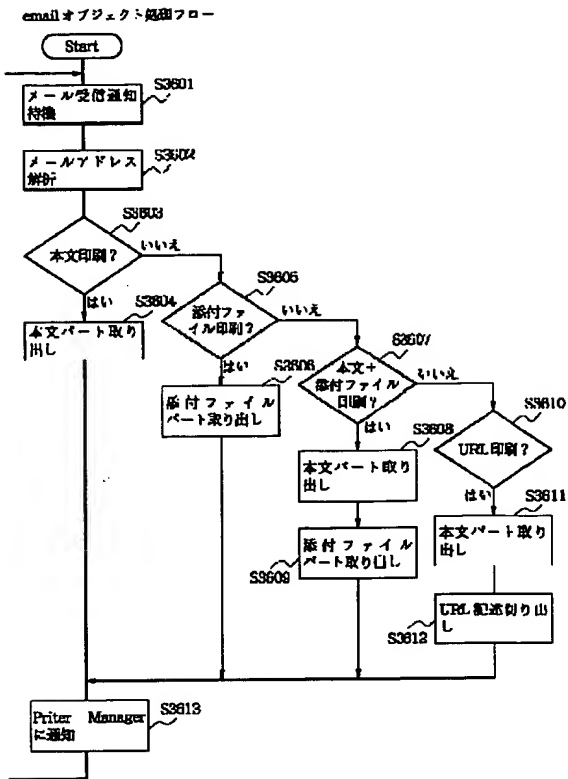 emailオブジェクト処理フロー
Start
S3601
メール受信通知
待機
S3602
メールアドレス
解析
S3603
本文印刷?
いいえ
はい
S3604
本文パート取り
出し
S3605
添付ファ
イル印刷?
いいえ
はい
S3606
添付ファイル
パート取り出し
S3607
本文+
添付ファイル
印刷?
いいえ
はい
S3608
本文パート取り
出し
添付ファイル
パート取り出し
S3609
S3610
URL印刷?
はい
S3611
本文パート取り
出し
URL記述切り出
し
S3612
Priter Manager
に通知
S3613